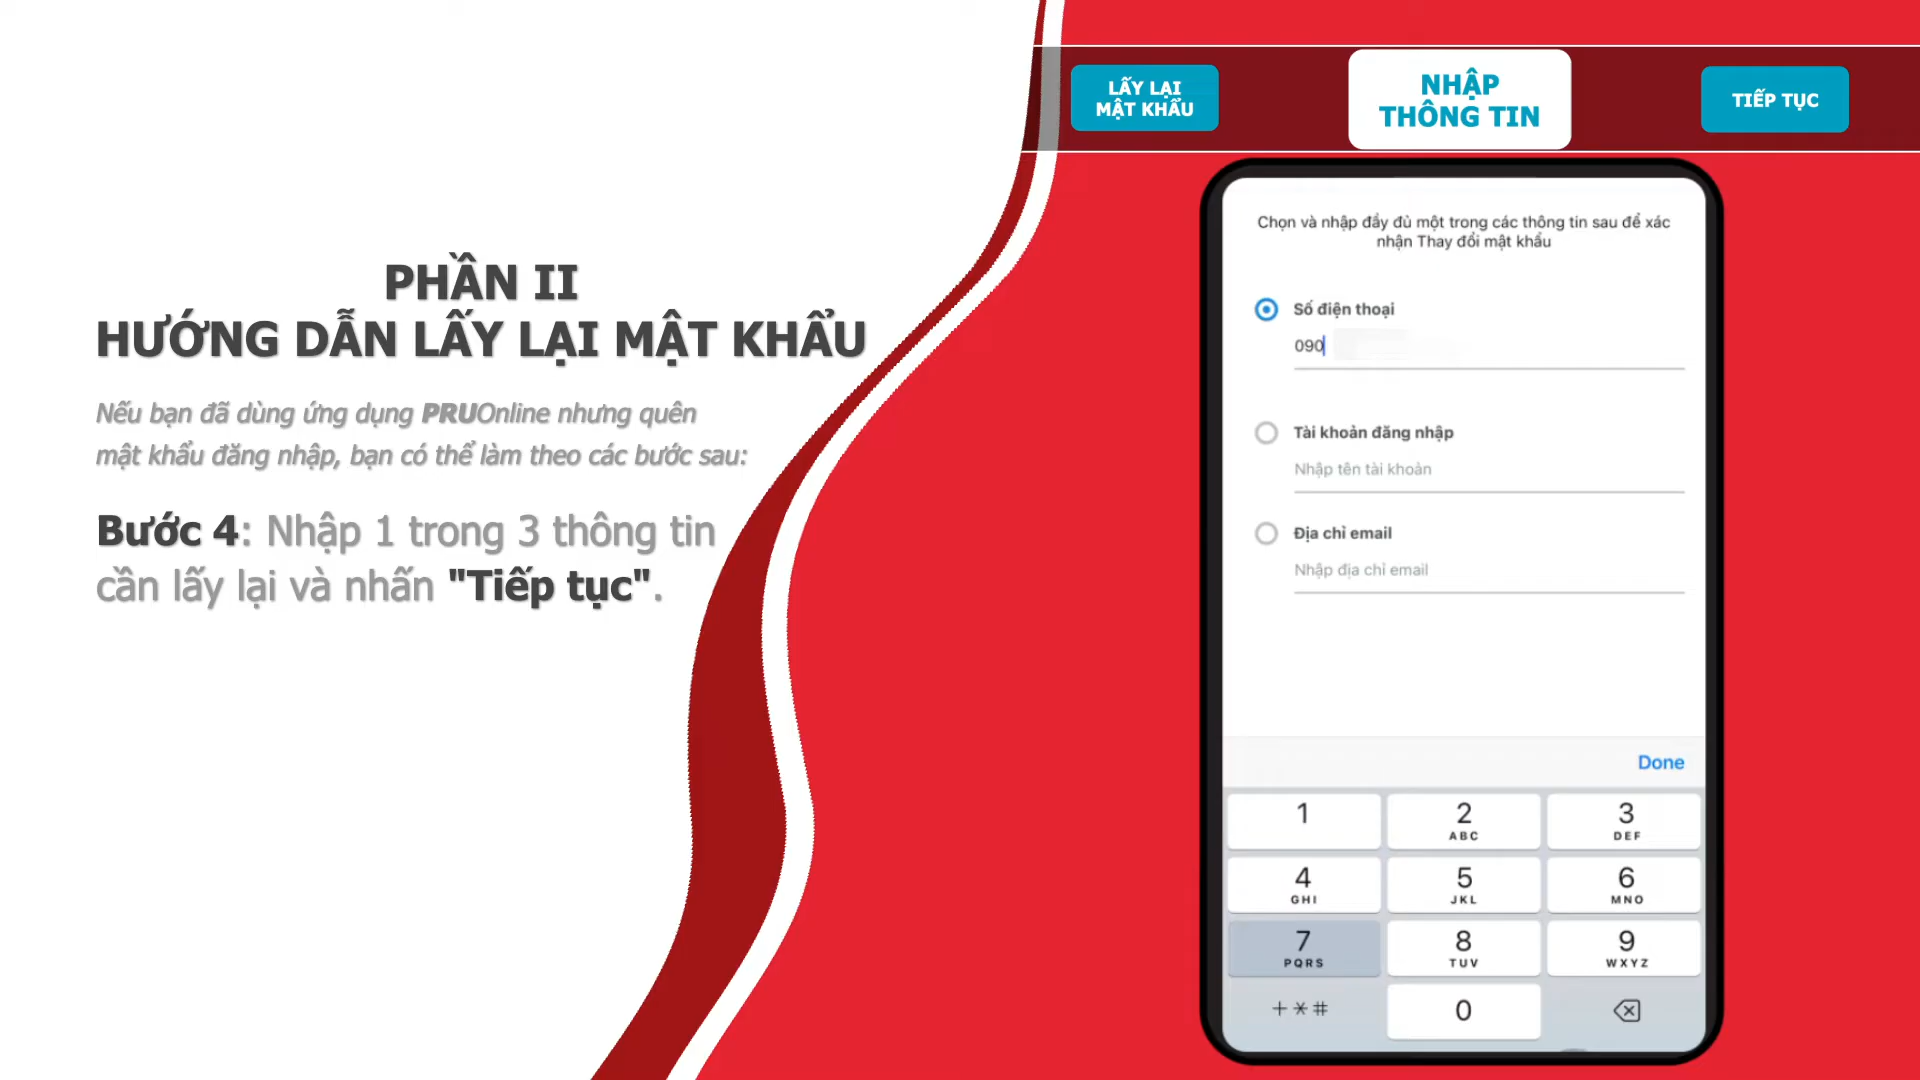 PHẦN II
HƯỚNG DẪN LẤY LẠI MẬT KHẨU
Nếu bạn đã dùng ứng dụng PRUOnline nhưng quên
mật khẩu đăng nhập, bạn có thể làm theo các bước sau:
Bước 4: Nhập 1 trong 3 thông tin
cần lấy lại và nhấn "Tiếp tục".
LẤY LẠI
MẬT KHẨU
NHẬP
THÔNG TIN
TIẾP TỤC
Chọn và nhập đầy đủ một trong các thông tin sau để xác
nhận Thay đổi mật khẩu
Số điện thoại
090
Tài khoản đăng nhập
Nhập tên tài khoản
Địa chỉ email
Nhập địa chỉ email
Done
1 2 3
ABC DEF
4 5 6
GHI JKL MNO
7 8 9
PQRS TUV WXYZ
+*# 0